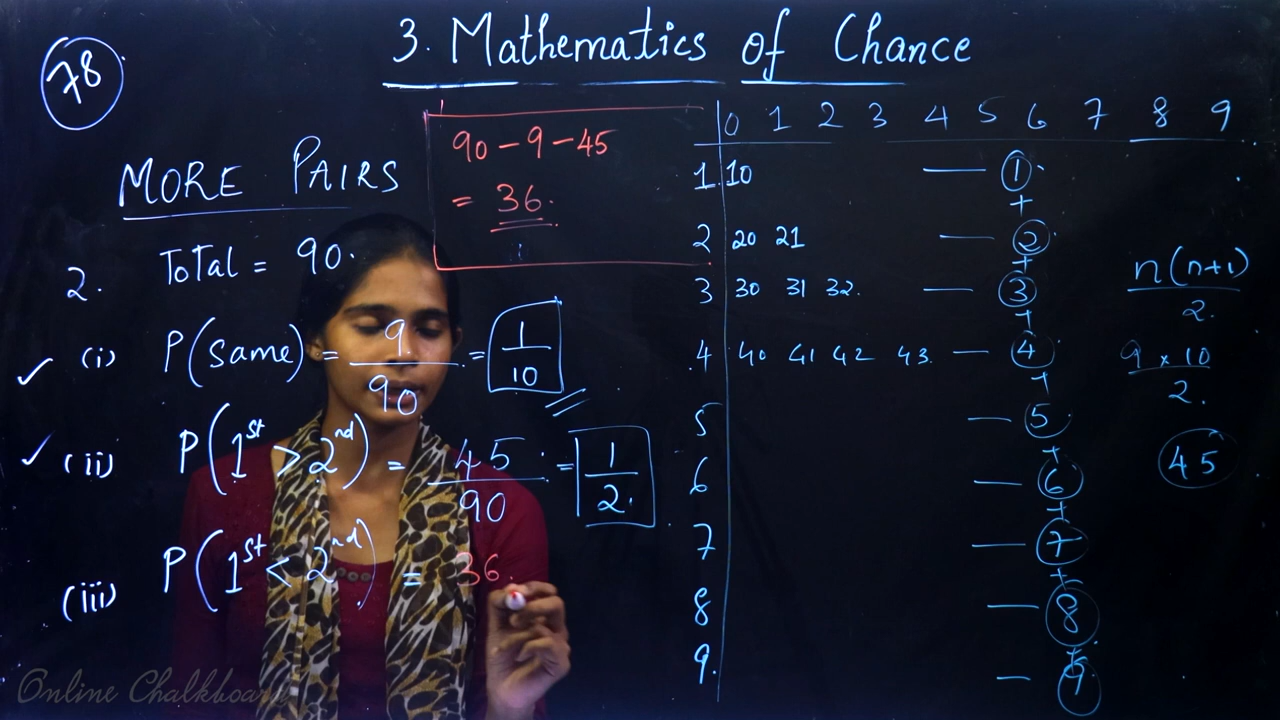 78
3. Mathematics of Chance
MORE PAIRS
90 - 9 - 45
= 36.
2. Total = 90.
(i) P(same) = 9/90 = 1/10
(ii) P(1st > 2nd) = 45/90 = 1/2.
(iii) P(1st < 2nd) = 36.
0 1 2 3 4 5 6 7 8 9
1. 10 — 1
+
2 20 21 — 2
+
3 30 31 32. — 3
+
4 40 41 42 43. — 4
+
5 — 5
+
6 — 6
+
7 — 7
+
8 — 8
+
9. — 9
n(n+1)/2.
9 × 10/2.
45
Online Chalkboard